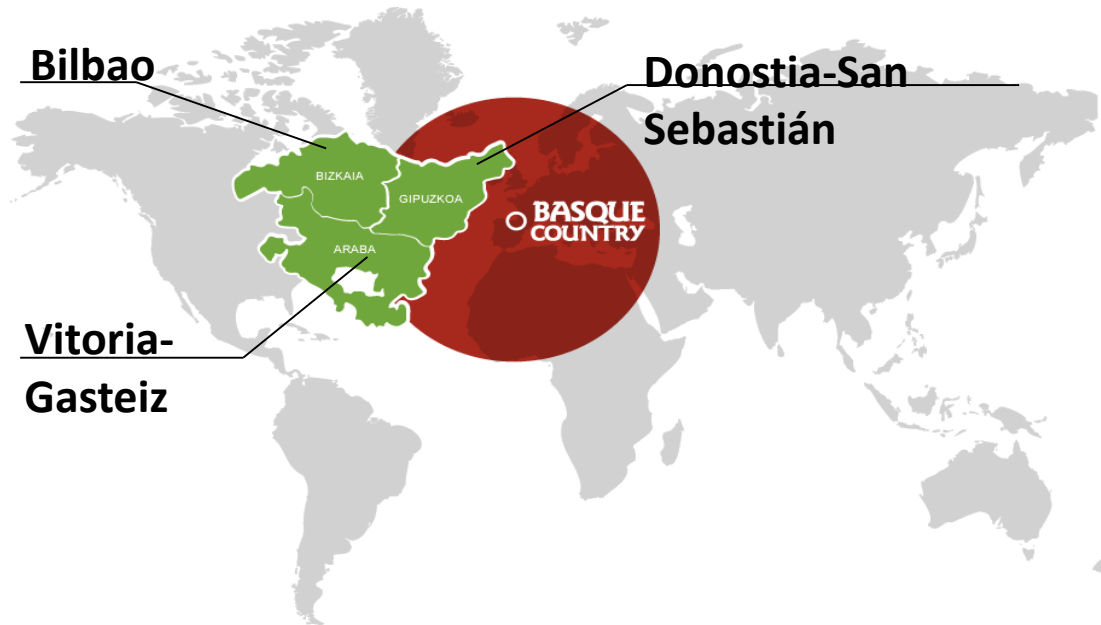 Bilbao
Donostia-San
Sebastián
BIZKAIA
GIPUZKOA
BASQUE
COUNTRY
ARABA
Vitoria-
Gasteiz